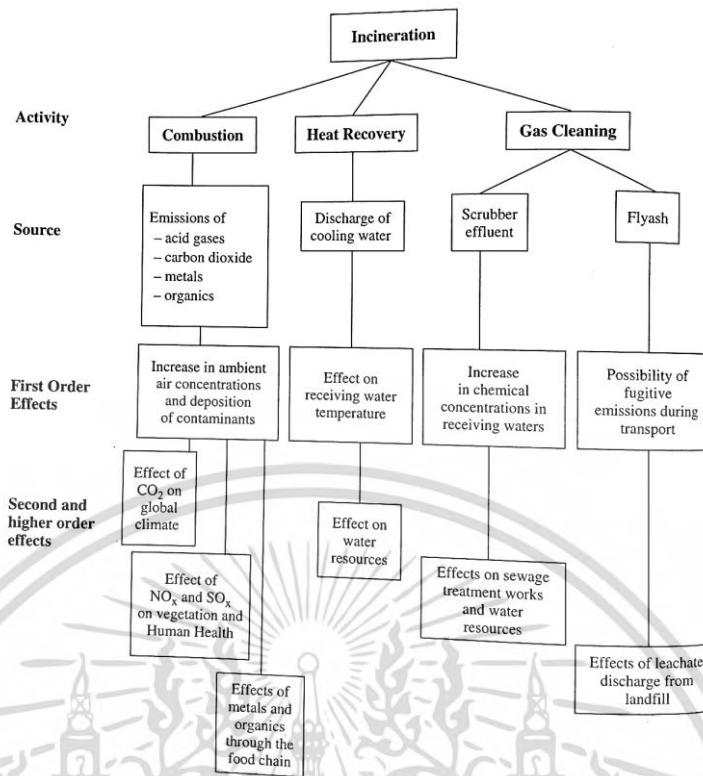 Incineration
Activity
Combustion
Heat Recovery
Gas Cleaning
Source
Emissions of
– acid gases
– carbon dioxide
– metals
– organics
Discharge of
cooling water
Scrubber
effluent
Flyash
First Order
Effects
Increase in ambient
air concentrations
and deposition
of contaminants
Effect on
receiving water
temperature
Increase
in chemical
concentrations in
receiving waters
Possibility of
fugitive
emissions during
transport
Second and
higher order
effects
Effect of
CO₂ on
global
climate
Effect of
NOₓ and SOₓ
on vegetation and
Human Health
Effects of
metals and
organics
through the
food chain
Effect on
water
resources
Effects on sewage
treatment works
and water
resources
Effects of leachate
discharge from
landfill